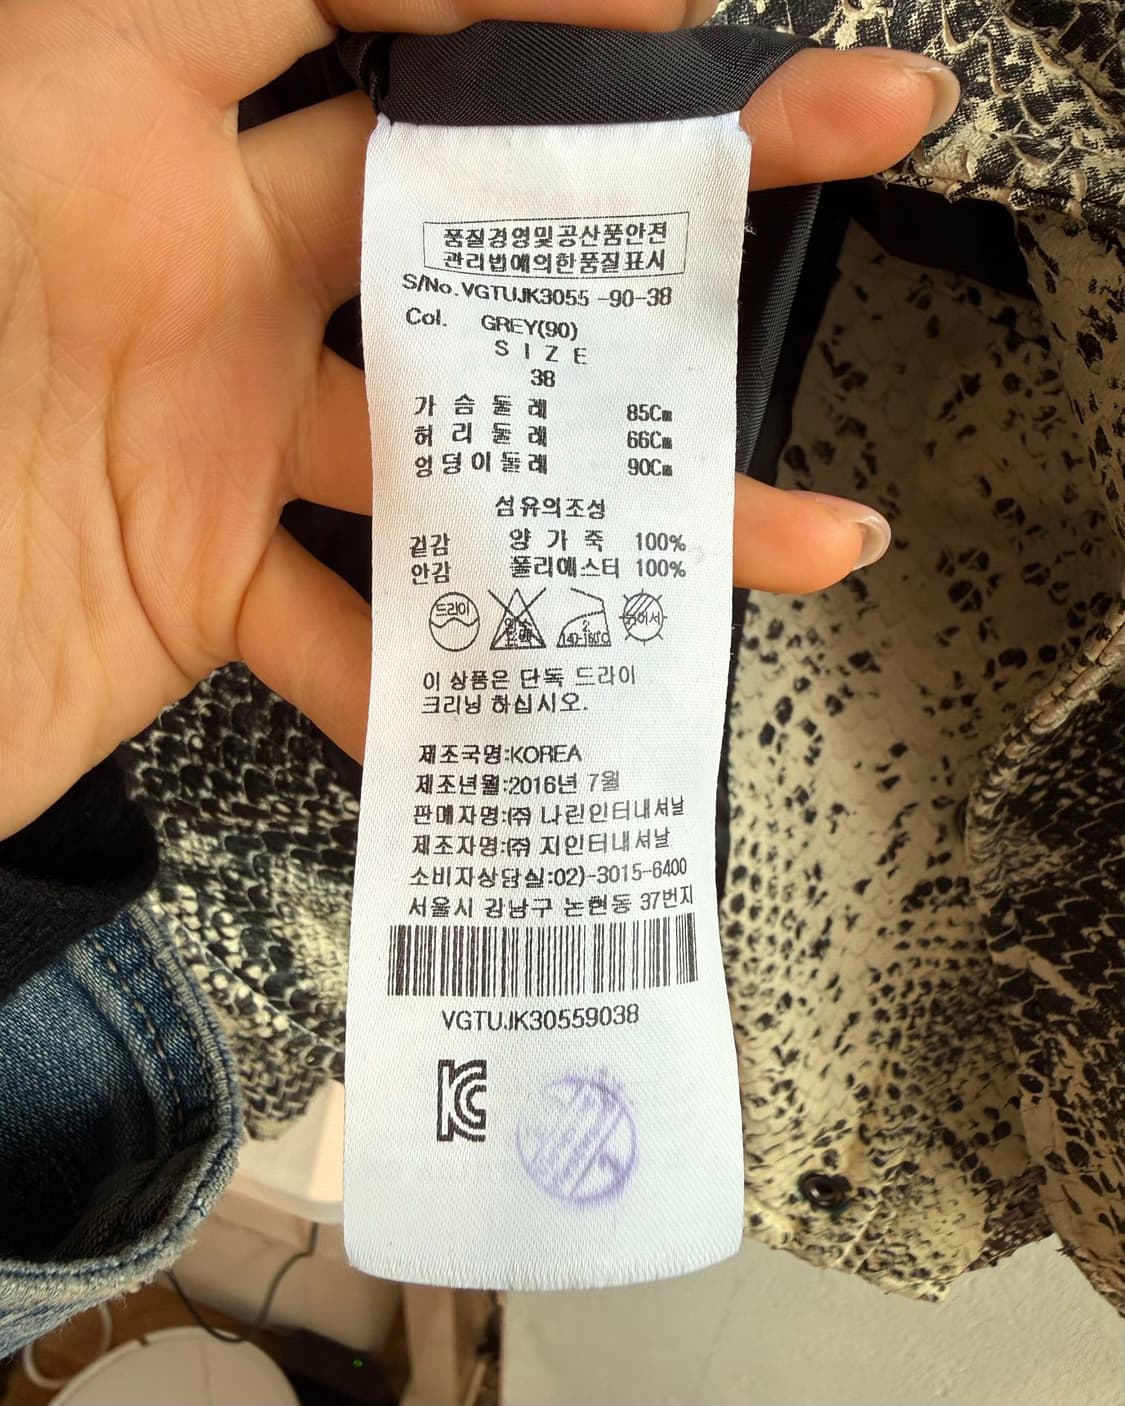 품질경영및공산품안전
관리법에의한품질표시
S/No.VGTUJK3055 -90-38
Col. GREY(90)
S I Z E
38
가 슴 둘 레 85Cm
허 리 둘 레 66Cm
엉덩이둘레 90Cm
섬유의조성
겉감 양 가 죽 100%
안감 폴리에스터 100%
드라이 140~160℃
이 상품은 단독 드라이
크리닝 하십시오.
제조국명:KOREA
제조년월:2016년 7월
판매자명:㈜ 나린인터내셔날
제조자명:㈜ 지인터내셔날
소비자상담실:02)-3015-6400
서울시 강남구 논현동 37번지
VGTUJK30559038